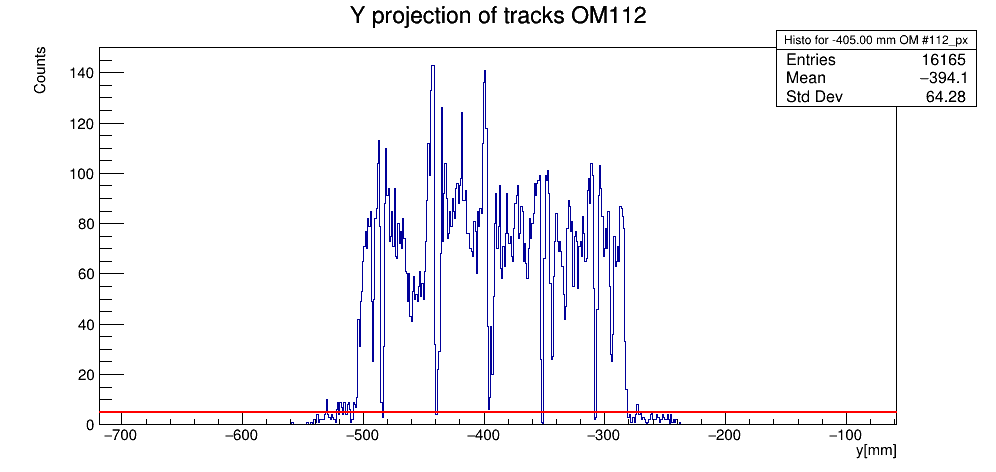 Y projection of tracks OM112
Histo for -405.00 mm OM #112_px
Entries 16165
Mean −394.1
Std Dev 64.28
Counts
140
120
100
80
60
40
20
0
−700 −600 −500 −400 −300 −200 −100
y[mm]